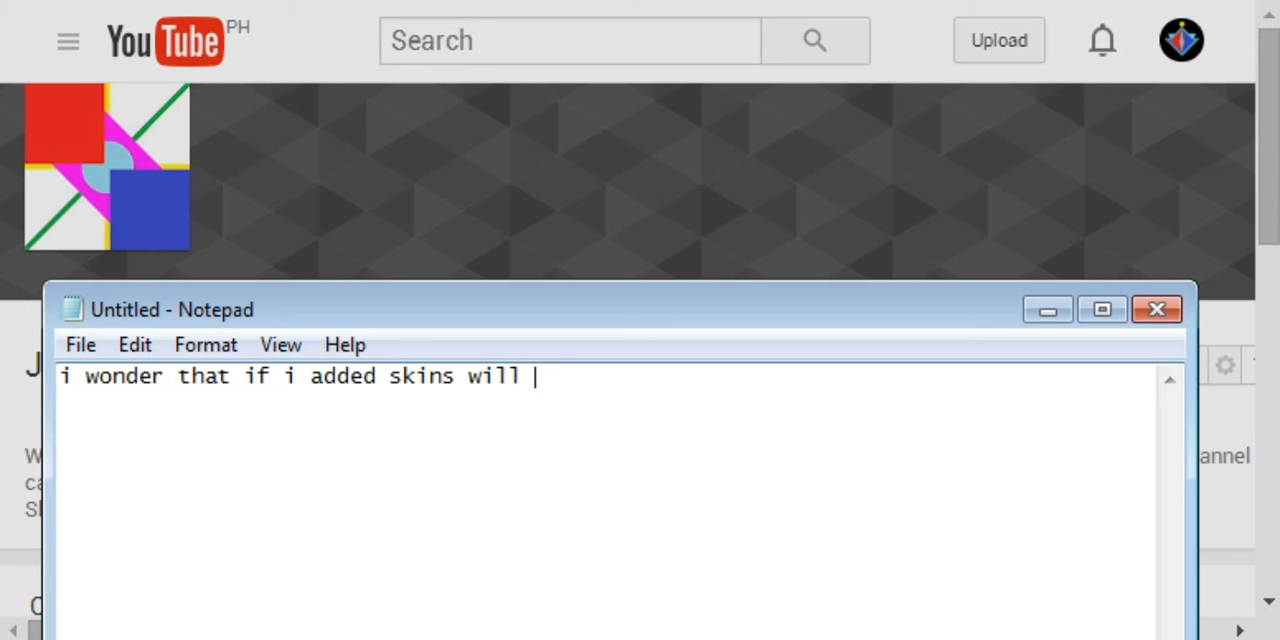 YouTube PH
Search
Upload
Untitled - Notepad
File Edit Format View Help
i wonder that if i added skins will
annel